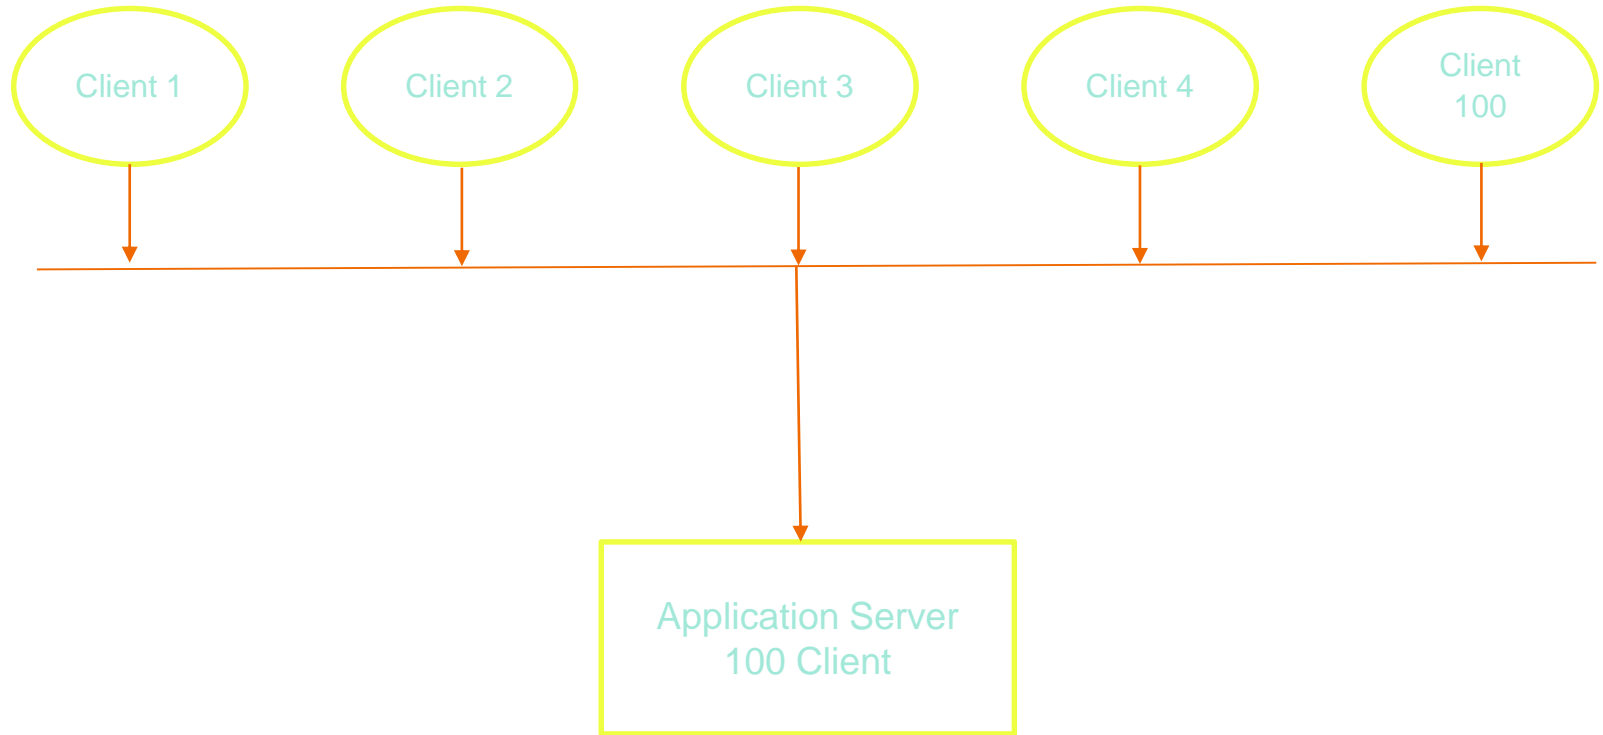 Client 1
Client 2
Client 3
Client 4
Client
100
Application Server
100 Client